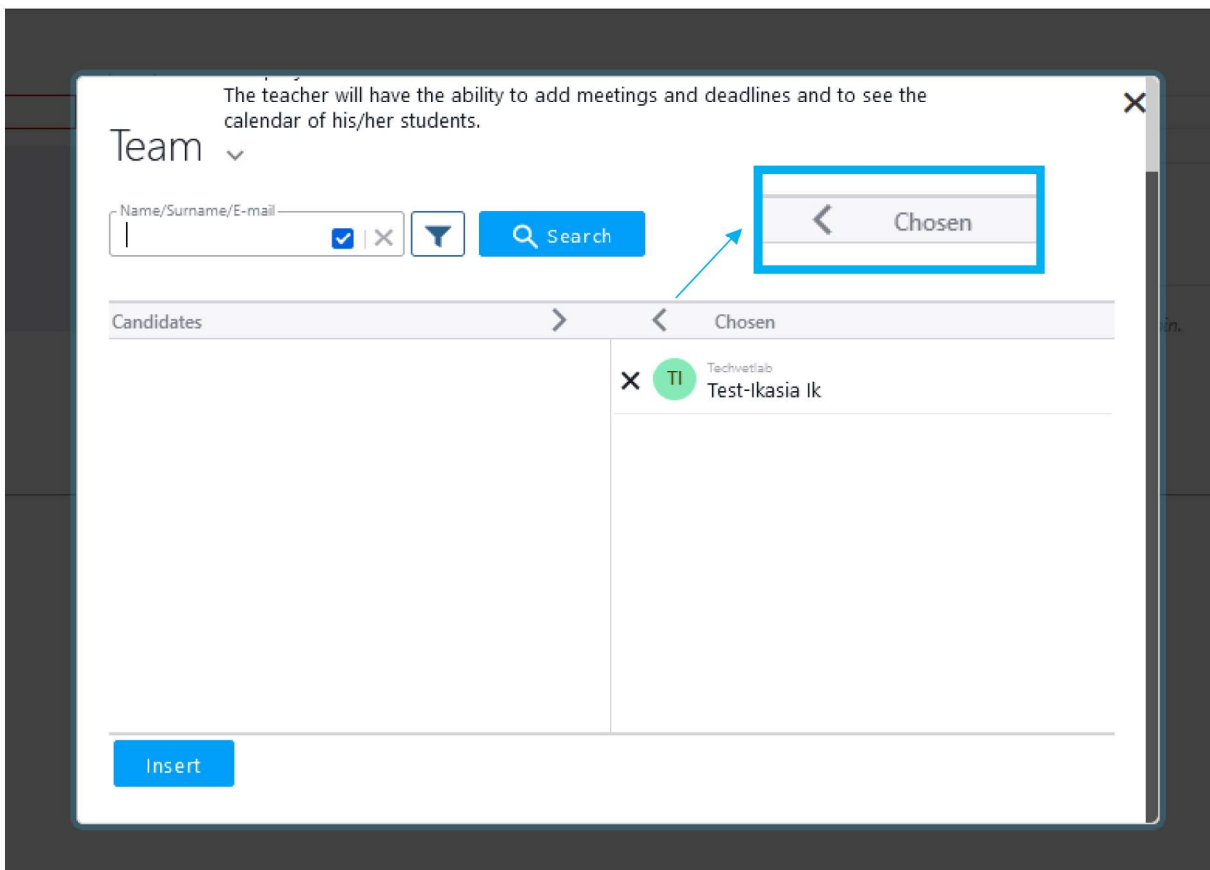 The teacher will have the ability to add meetings and deadlines and to see the
calendar of his/her students.
Team
Name/Surname/E-mail
Search
Chosen
Candidates
Chosen
in.
Techvetlab
TI
Test-Ikasia Ik
Insert